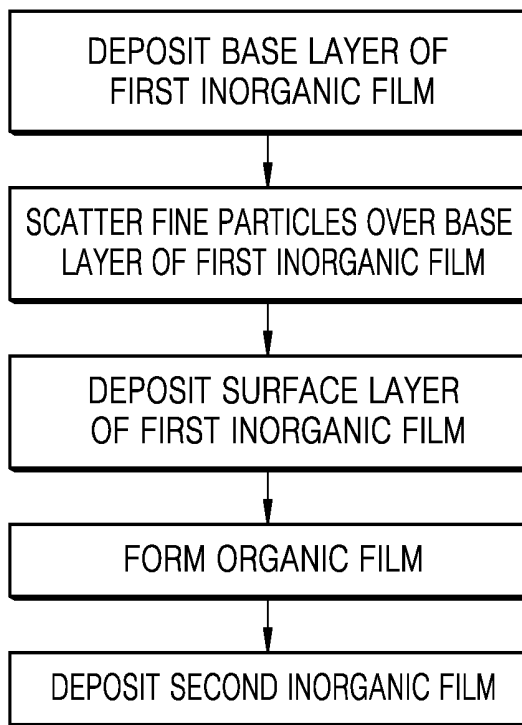 DEPOSIT BASE LAYER OF
FIRST INORGANIC FILM
SCATTER FINE PARTICLES OVER BASE
LAYER OF FIRST INORGANIC FILM
DEPOSIT SURFACE LAYER
OF FIRST INORGANIC FILM
FORM ORGANIC FILM
DEPOSIT SECOND INORGANIC FILM